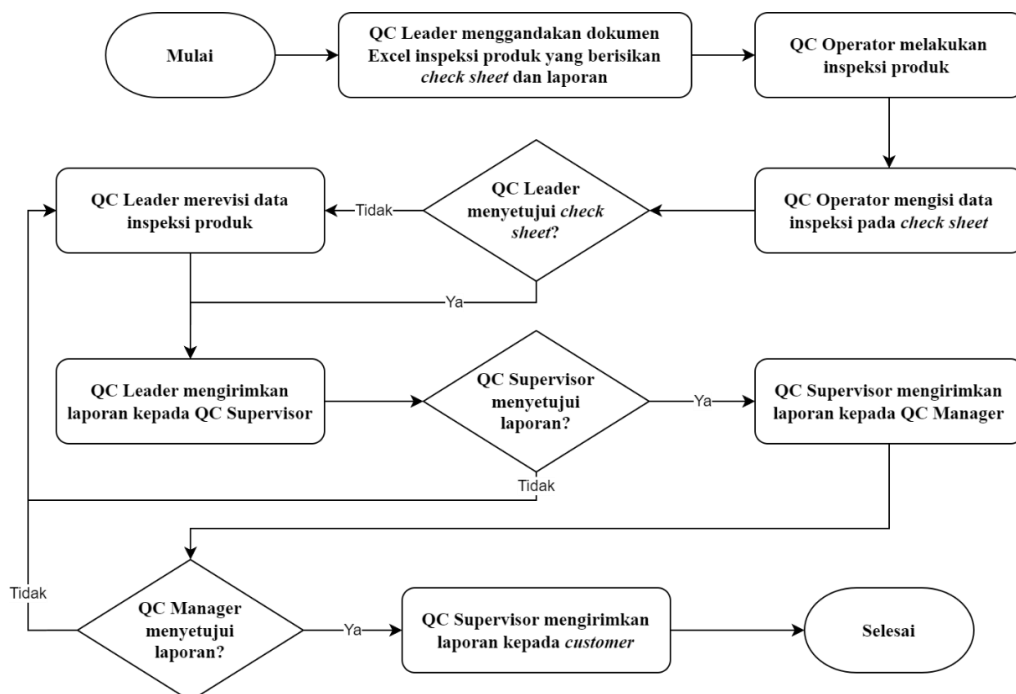 Mulai
QC Leader menggandakan dokumen
Excel inspeksi produk yang berisikan
check sheet dan laporan
QC Operator melakukan
inspeksi produk
QC Leader merevisi data
inspeksi produk
Tidak
QC Leader
menyetujui check
sheet?
QC Operator mengisi data
inspeksi pada check sheet
Ya
QC Leader mengirimkan
laporan kepada QC Supervisor
QC Supervisor
menyetujui
laporan?
Ya
QC Supervisor mengirimkan
laporan kepada QC Manager
Tidak
Tidak
QC Manager
menyetujui
laporan?
Ya
QC Supervisor mengirimkan
laporan kepada customer
Selesai